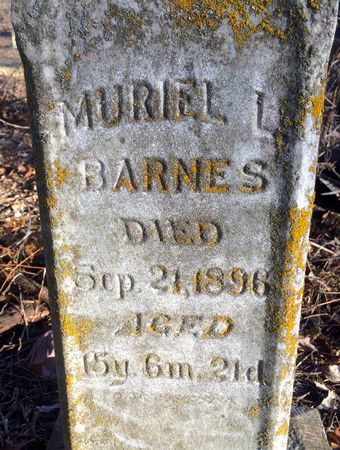 MURIEL L
BARNES
DIED
Sep. 21, 1896
AGED
15y 6m. 21d